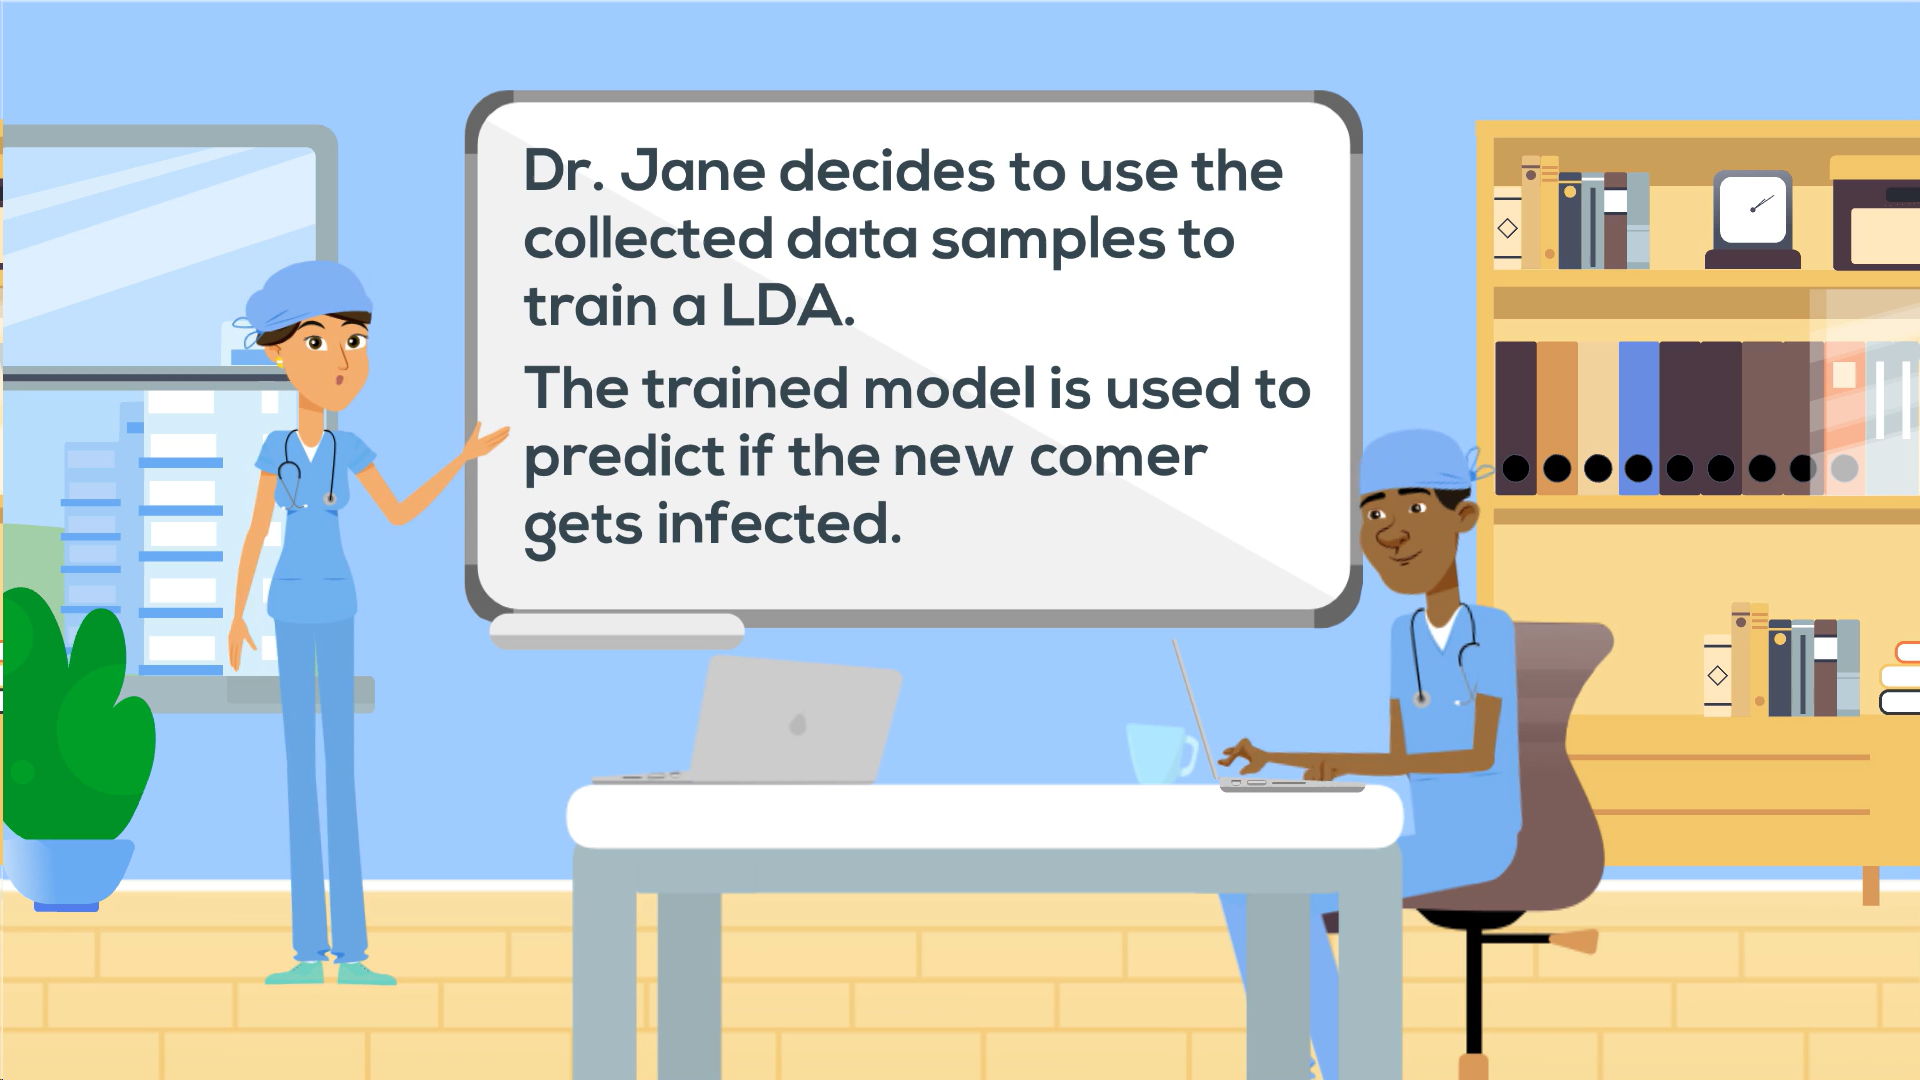 Dr. Jane decides to use the
collected data samples to
train a LDA.
The trained model is used to
predict if the new comer
gets infected.